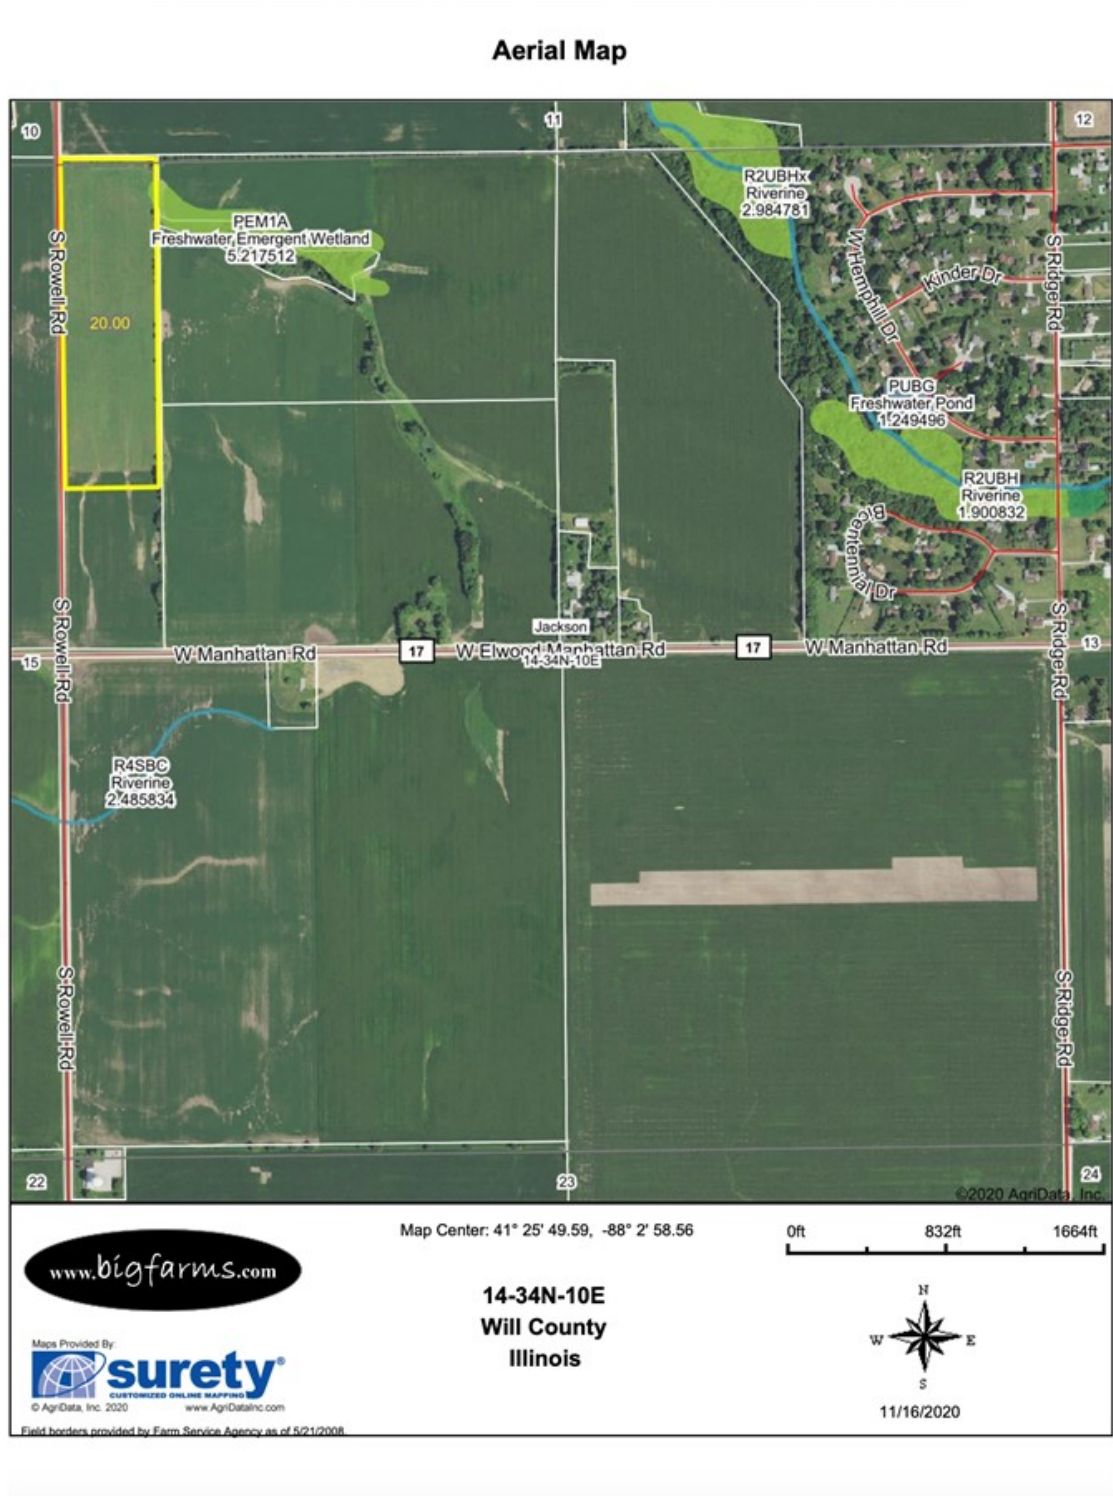 Aerial Map
10
11
12
R2UBHx
Riverine
2.984781
PEM1A
Freshwater Emergent Wetland
5.217512
S Rowell Rd
20.00
W Hemphill Dr
Kinder Dr
S Ridge Rd
PUBG
Freshwater Pond
1.249496
R2UBH
Riverine
1.900832
Bicentennial Dr
S Rowell Rd
S Ridge Rd
Jackson
15
W Manhattan Rd
17
W Elwood Manhattan Rd
14-34N-10E
17
W Manhattan Rd
13
R4SBC
Riverine
2.485834
S Rowell Rd
S Ridge Rd
22
23
24
©2020 AgriData, Inc.
Map Center: 41° 25' 49.59, -88° 2' 58.56
0ft 832ft 1664ft
www.bigfarms.com
14-34N-10E
Will County
Illinois
N
W E
S
11/16/2020
Maps Provided By:
surety®
CUSTOMIZED ONLINE MAPPING
© AgriData, Inc. 2020 www.AgriDataInc.com
Field borders provided by Farm Service Agency as of 5/21/2008.